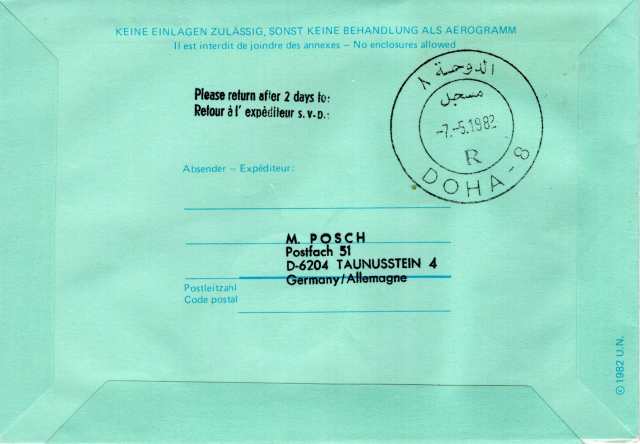 KEINE EINLAGEN ZULÄSSIG, SONST KEINE BEHANDLUNG ALS AEROGRAMM
Il est interdit de joindre des annexes – No enclosures allowed
Please return after 2 days to:
Retour à l' expéditeur s. v. D.:
الدوحة ٨
مسجل
-7.-5.1982
R
DOHA-8
Absender – Expéditeur:
M. POSCH
Postfach 51
D-6204 TAUNUSSTEIN 4
Germany/Allemagne
Postleitzahl
Code postal
© 1982 U.N.